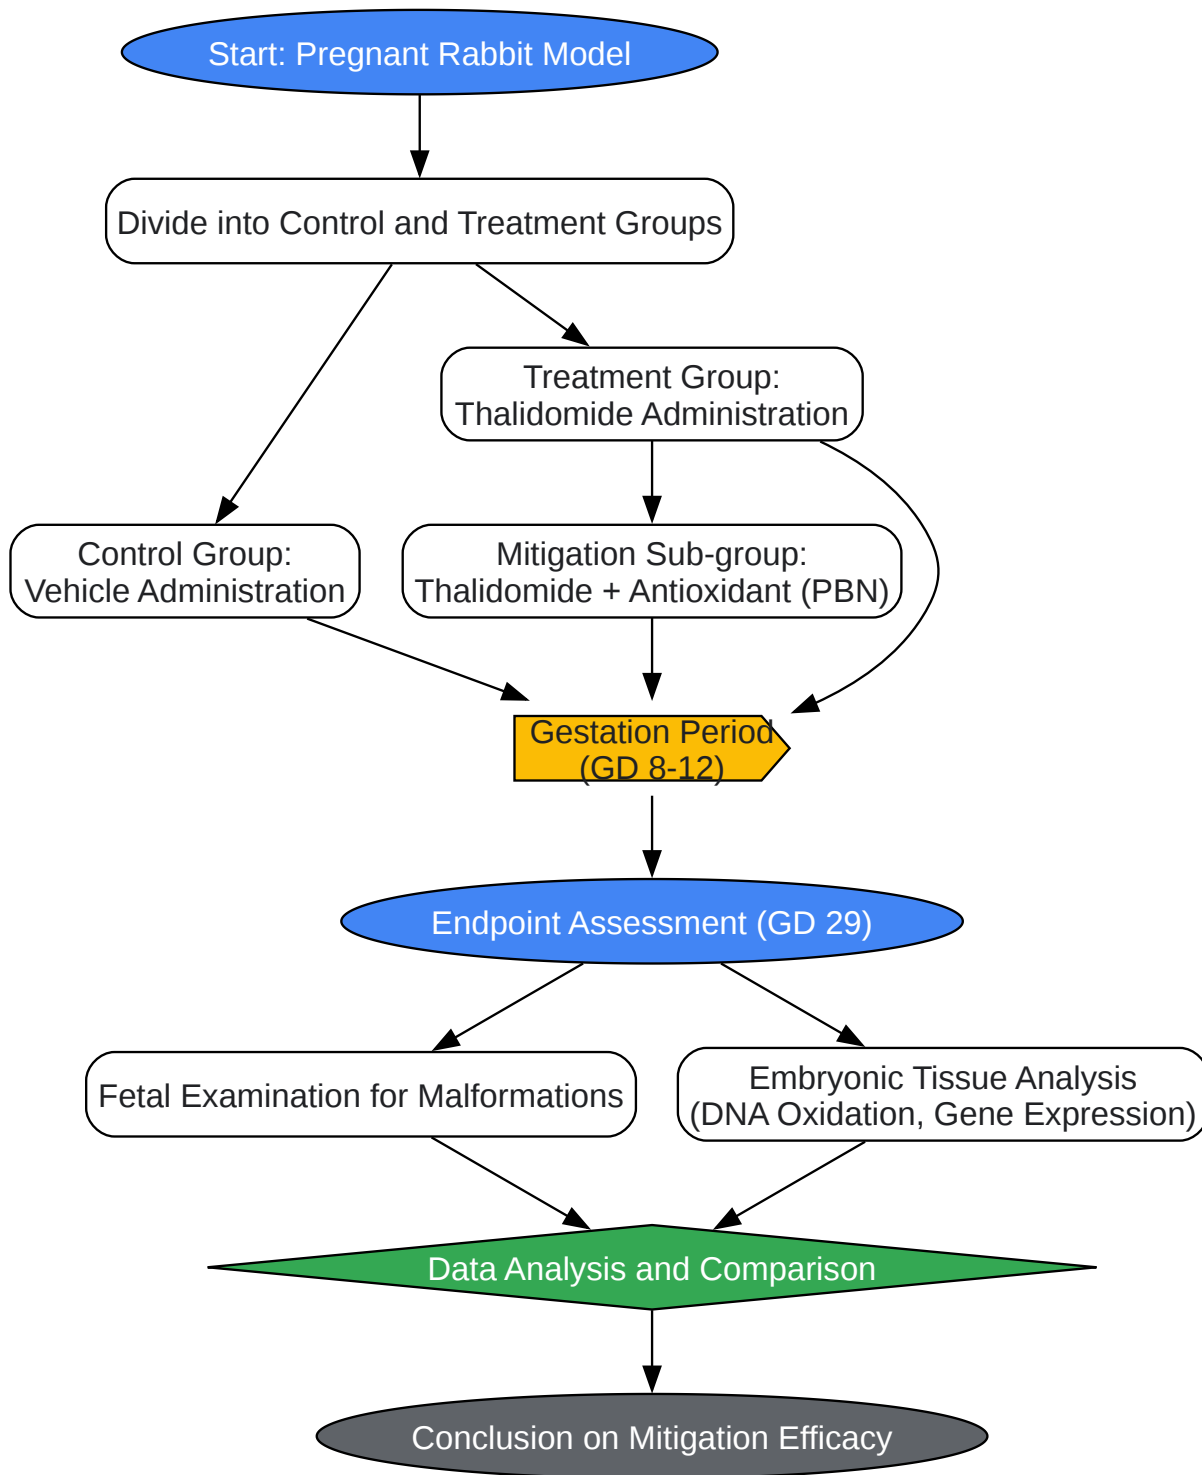 Start: Pregnant Rabbit Model
Divide into Control and Treatment Groups
Treatment Group:
Thalidomide Administration
Control Group:
Vehicle Administration
Mitigation Sub-group:
Thalidomide + Antioxidant (PBN)
Gestation Period
(GD 8-12)
Endpoint Assessment (GD 29)
Fetal Examination for Malformations
Embryonic Tissue Analysis
(DNA Oxidation, Gene Expression)
Data Analysis and Comparison
Conclusion on Mitigation Efficacy